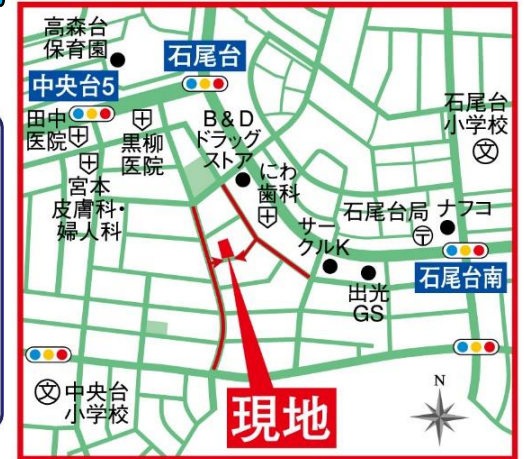 高森台
保育園
石尾台
中央台5
田中
医院
黒柳
医院
宮本
皮膚科・
婦人科
B&D
ドラッグ
ストア
にわ
歯科
石尾台
小学校
文
石尾台局
〒
ナフコ
サー
クルK
出光
GS
石尾台南
文
中央台
小学校
現地
N